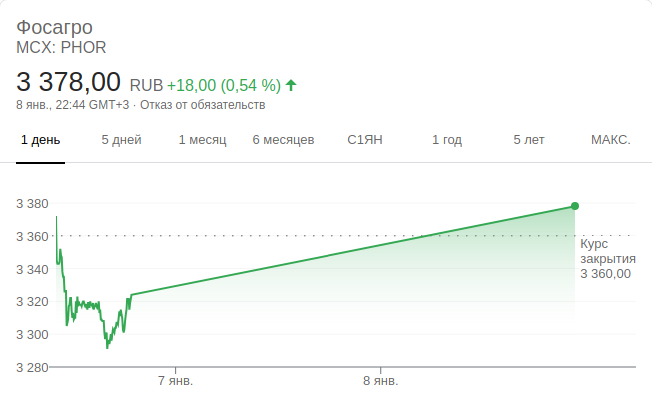 Фосагро
MCX: PHOR
3 378,00 RUB +18,00 (0,54 %)
8 янв., 22:44 GMT+3 · Отказ от обязательств
1 день 5 дней 1 месяц 6 месяцев С1ЯН 1 год 5 лет МАКС.
3 380
3 360
3 340
3 320
3 300
3 280
Курс
закрытия
3 360,00
7 янв. 8 янв.